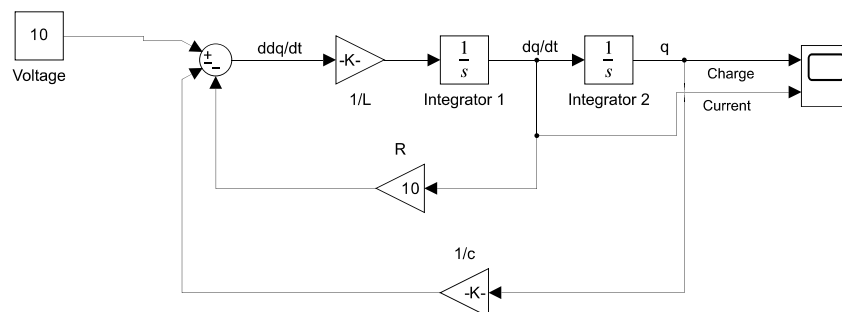 10
Voltage
+
−
−
ddq/dt
-K-
1/L
1
s
Integrator 1
dq/dt
1
s
Integrator 2
q
Charge
Current
R
10
1/c
-K-